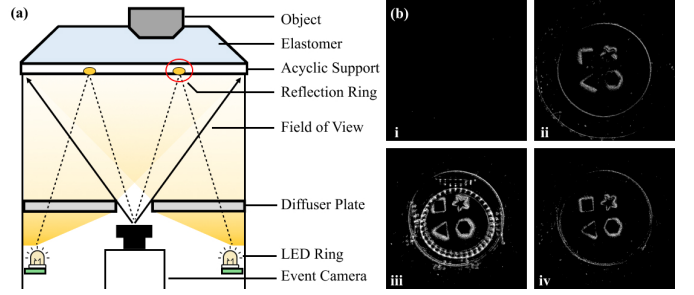 (a)
Object
Elastomer
Acyclic Support
Reflection Ring
Field of View
Diffuser Plate
LED Ring
Event Camera
(b)
i
ii
iii
iv